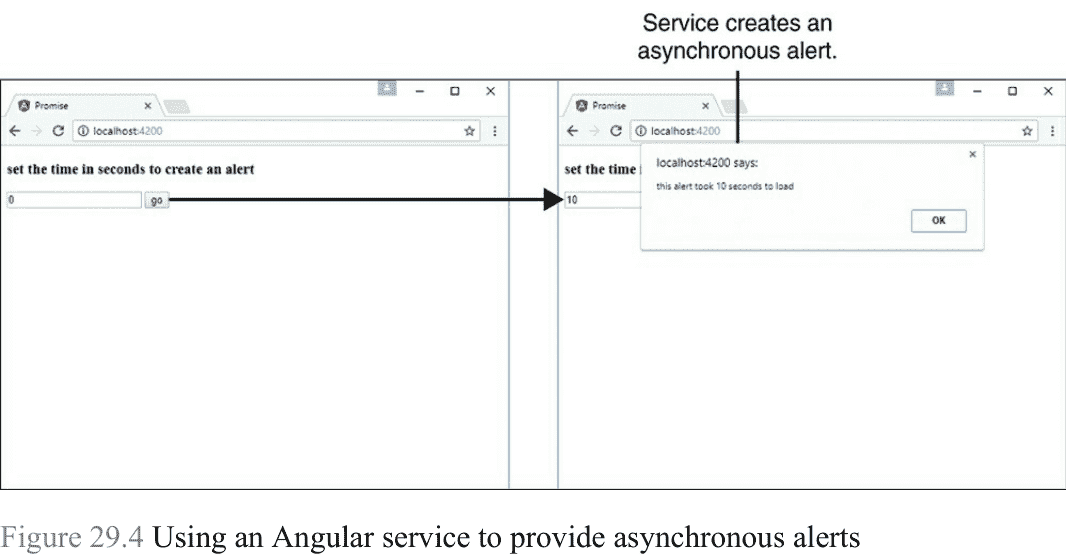 Service creates an
asynchronous alert.
Promise
localhost:4200
set the time in seconds to create an alert
0
go
Promise
localhost:4200
set the time
10
localhost:4200 says:
this alert took 10 seconds to load
OK
Figure 29.4 Using an Angular service to provide asynchronous alerts